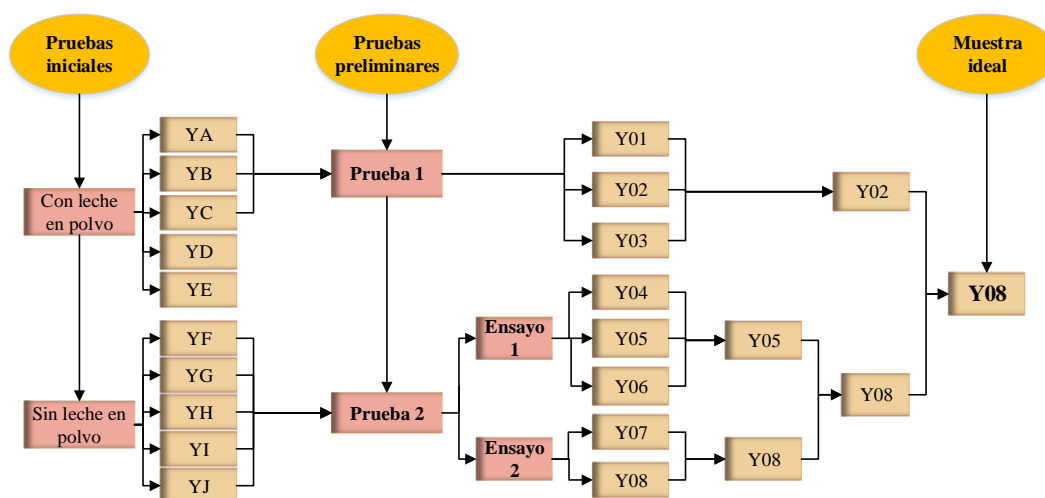 Pruebas
iniciales
Pruebas
preliminares
Muestra
ideal
Con leche
en polvo
YA
YB
YC
YD
YE
Prueba 1
Y01
Y02
Y03
Y02
Y08
Sin leche en
polvo
YF
YG
YH
YI
YJ
Prueba 2
Ensayo
1
Y04
Y05
Y06
Y05
Ensayo
2
Y07
Y08
Y08
Y08